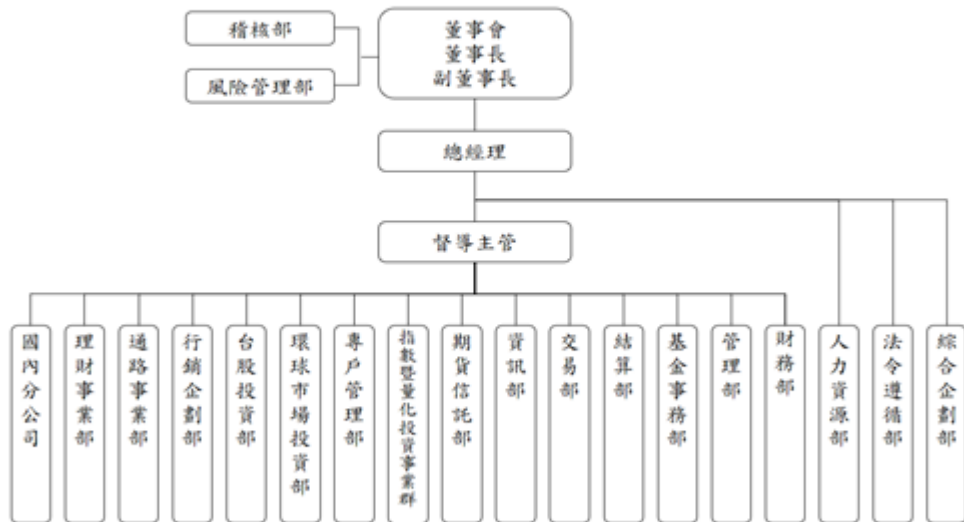 稽核部
風險管理部
董事會
董事長
副董事長
總經理
督導主管
國內分公司
理財事業部
通路事業部
行銷企劃部
台股投資部
環球市場投資部
專戶管理部
指數暨量化投資事業群
期貨信託部
資訊部
交易部
結算部
基金事務部
管理部
財務部
人力資源部
法令遵循部
綜合企劃部